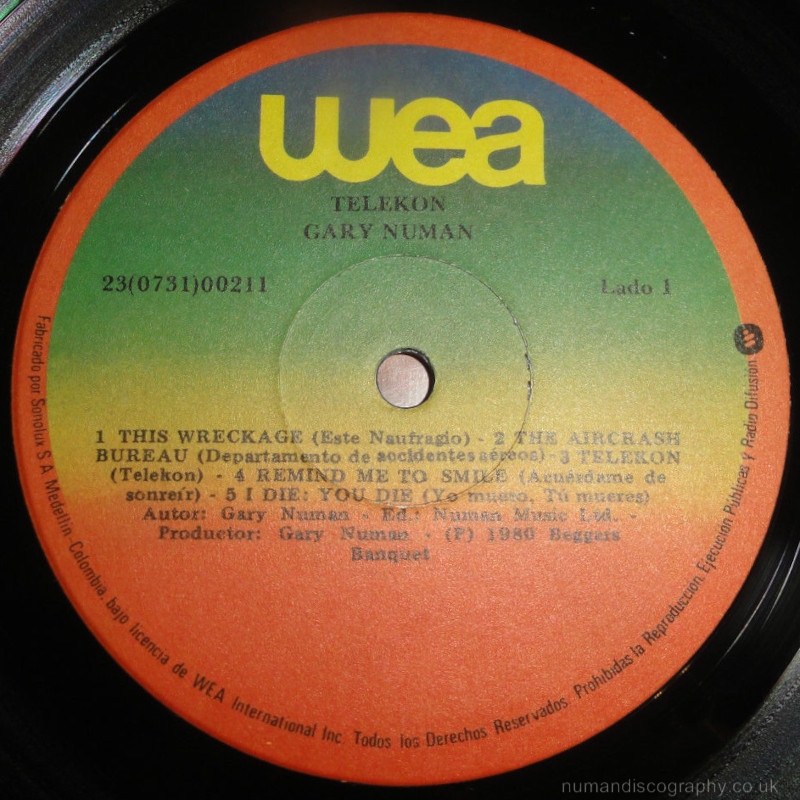 wea
TELEKON
GARY NUMAN
23(0731)00211
Lado 1
1 THIS WRECKAGE (Este Naufragio) - 2 THE AIRCRASH
BUREAU (Departamento de accidentes aéreos) - 3 TELEKON
(Telekon) - 4 REMIND ME TO SMILE (Acuérdame de
sonreír) - 5 I DIE: YOU DIE (Yo muero, Tú mueres)
Autor: Gary Numan - Ed.: Numan Music Ltd. -
Productor: Gary Numan - (P) 1980 Beggars
Banquet
Fabricado por Sonolux S A Medellín-Colombia, bajo licencia de WEA International Inc. Todos los Derechos Reservados. Prohibidas la Reproducción, Ejecución Públicas y Radio Difusión.
numandiscography.co.uk